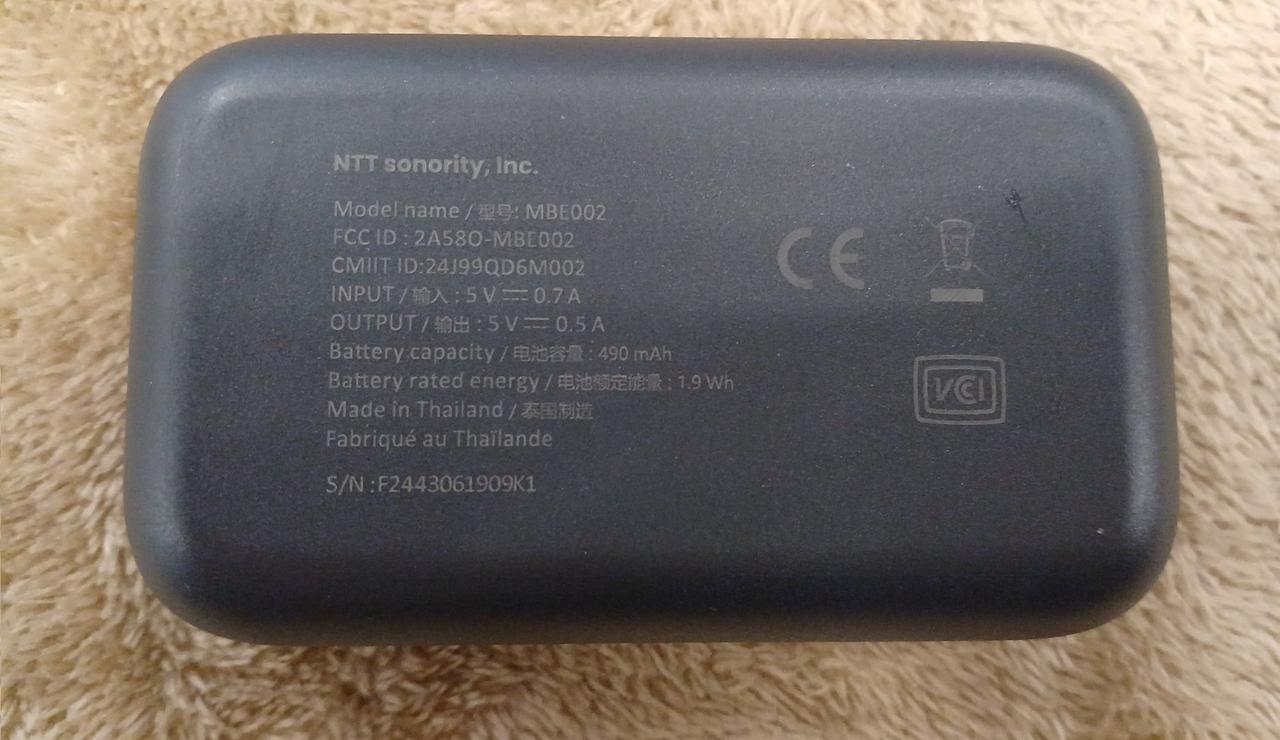 NTT sonority, Inc.
Model name / 型号: MBE002
FCC ID : 2A58O-MBE002
CMIIT ID:24J99QD6M002
INPUT / 输入 : 5 V ⎓ 0.7 A
OUTPUT / 输出 : 5 V ⎓ 0.5 A
Battery capacity / 电池容量 : 490 mAh
Battery rated energy / 电池额定能量 : 1.9 Wh
Made in Thailand / 泰国制造
Fabriqué au Thaïlande
S/N :F2443061909K1
CE
VCCI